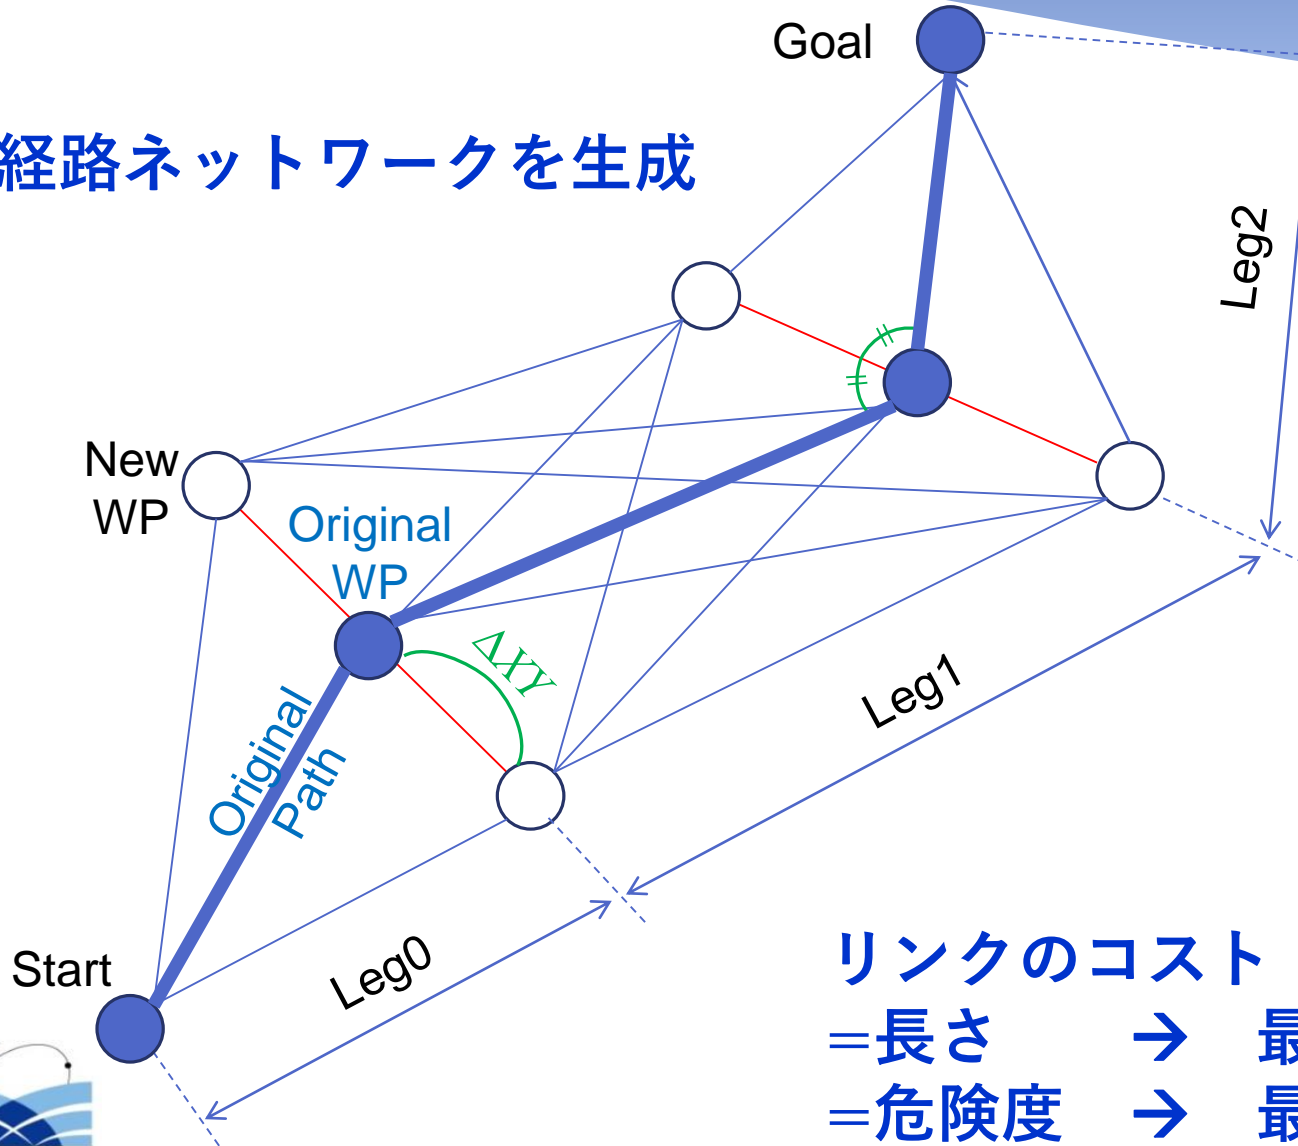 Goal
経路ネットワークを生成
Leg2
New
WP
Original
WP
ΔXY
Leg1
Original
Path
Start
Leg0
リンクのコスト
=長さ → 最
=危険度 → 最